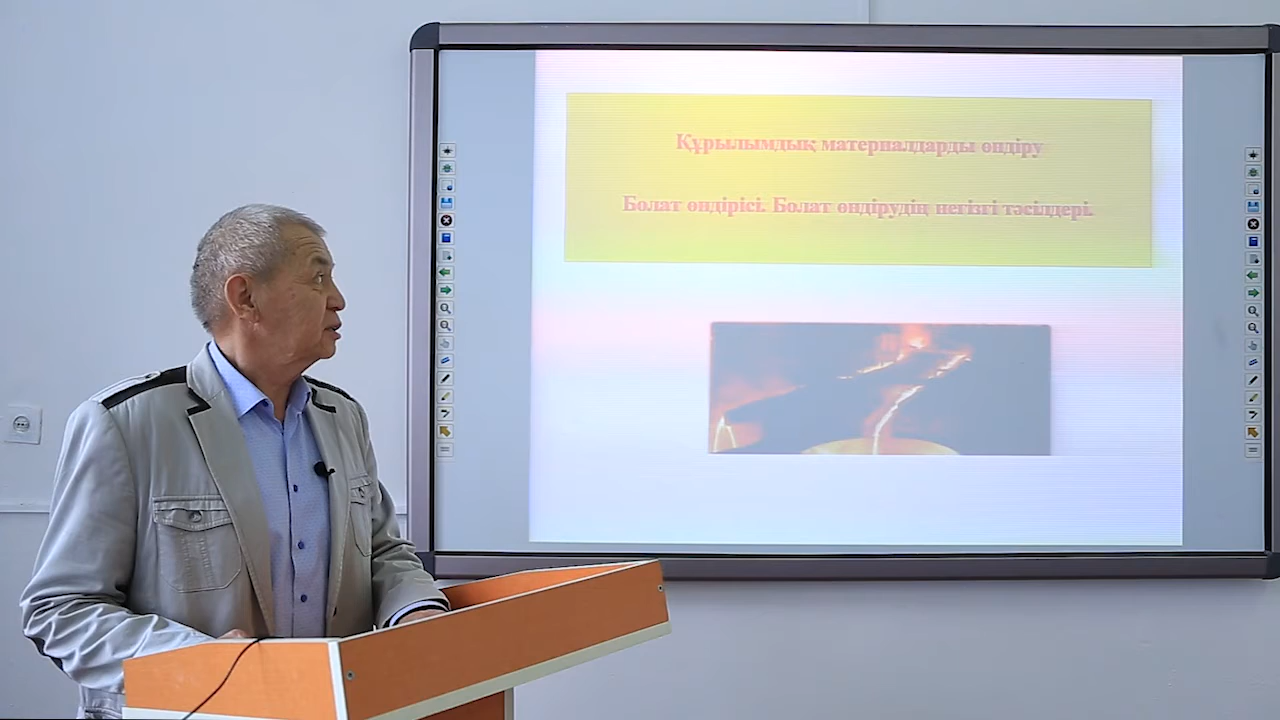 Құрылымдық материалдарды өндіру
Болат өндірісі. Болат өндірудің негізгі тәсілдері.